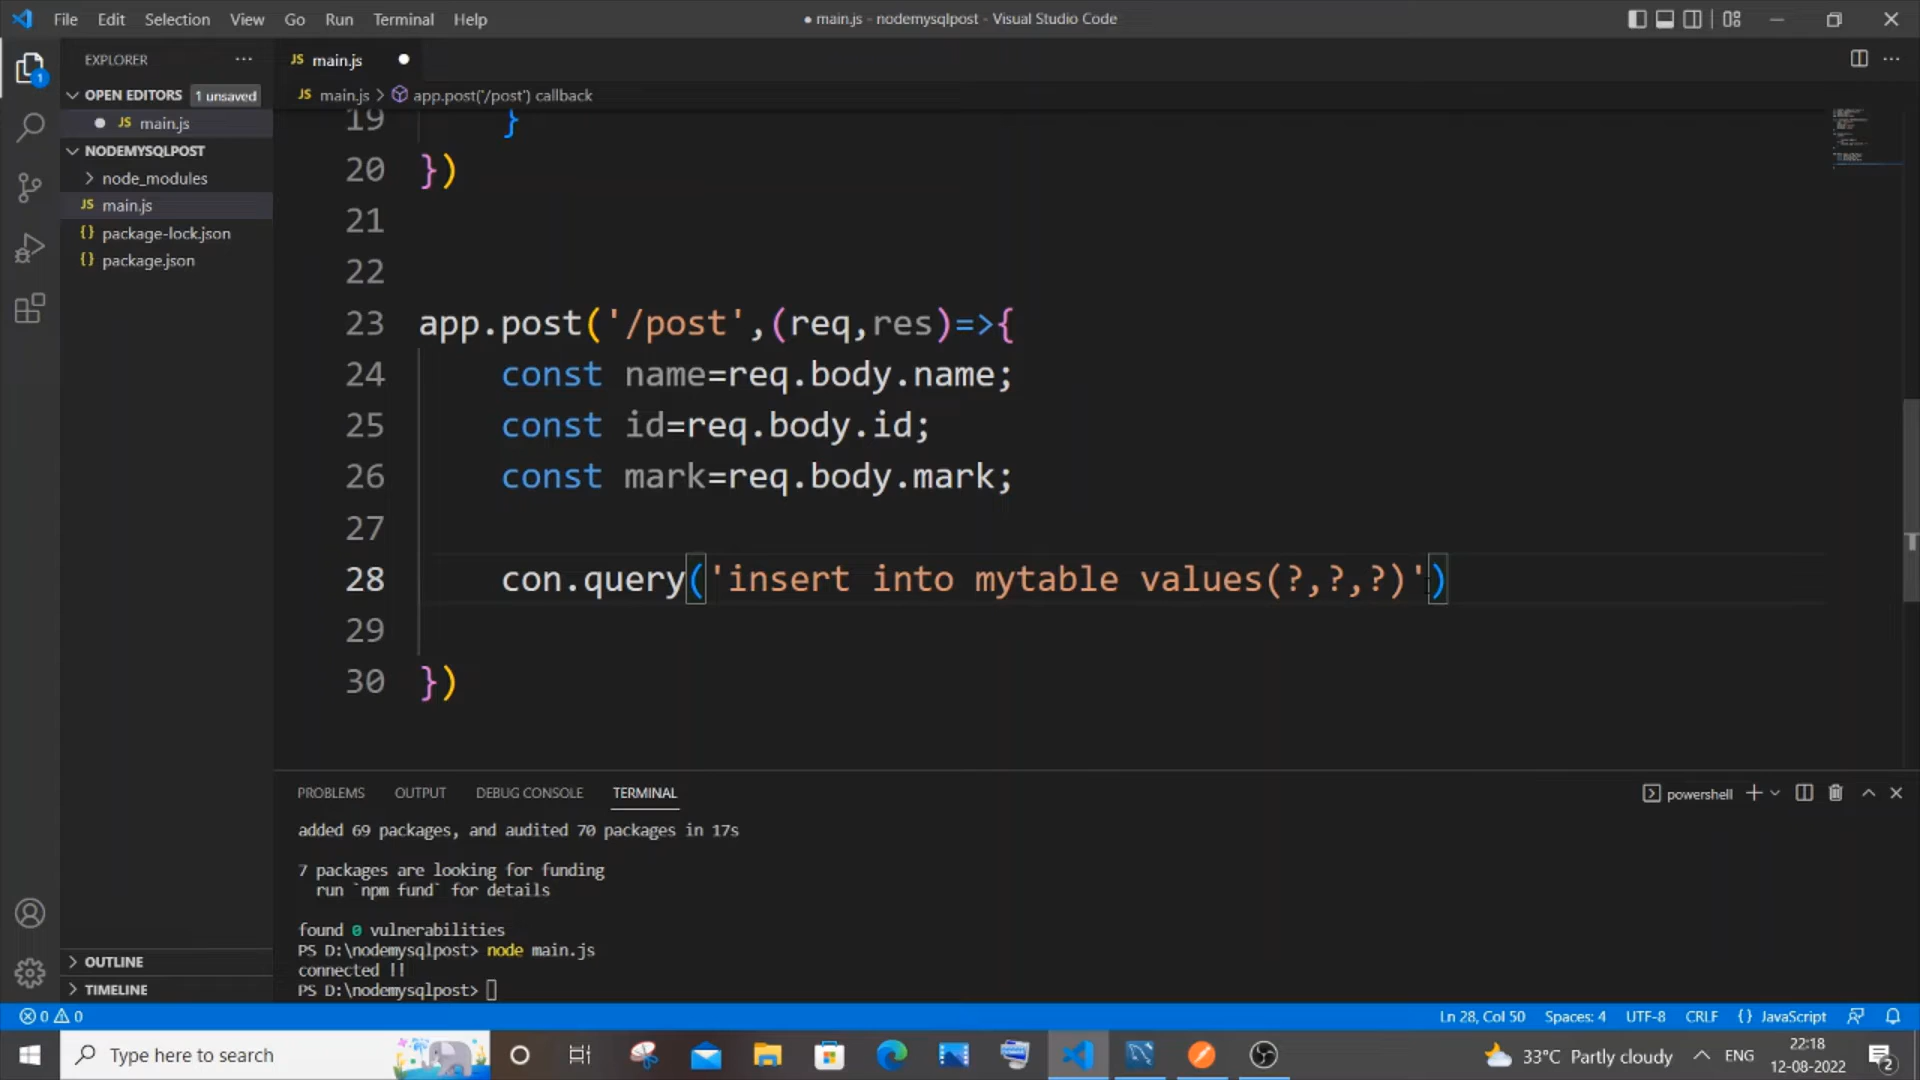 File Edit Selection View Go Run Terminal Help
● main.js - nodemysqlpost - Visual Studio Code
EXPLORER ···
JS main.js ●
OPEN EDITORS 1 unsaved
JS main.js > app.post('/post') callback
1
● JS main.js
NODEMYSQLPOST
node_modules
JS main.js
{} package-lock.json
{} package.json
19 }
20 })
21
22
23 app.post('/post',(req,res)=>{
24 const name=req.body.name;
25 const id=req.body.id;
26 const mark=req.body.mark;
27
28 con.query('insert into mytable values(?,?,?)')
29
30 })
PROBLEMS OUTPUT DEBUG CONSOLE TERMINAL
powershell
added 69 packages, and audited 70 packages in 17s
7 packages are looking for funding
run `npm fund` for details
found 0 vulnerabilities
PS D:\nodemysqlpost> node main.js
connected !!
PS D:\nodemysqlpost>
OUTLINE
TIMELINE
0 0
Ln 28, Col 50 Spaces: 4 UTF-8 CRLF {} JavaScript
Type here to search
33°C Partly cloudy
ENG
22:18
12-08-2022
2